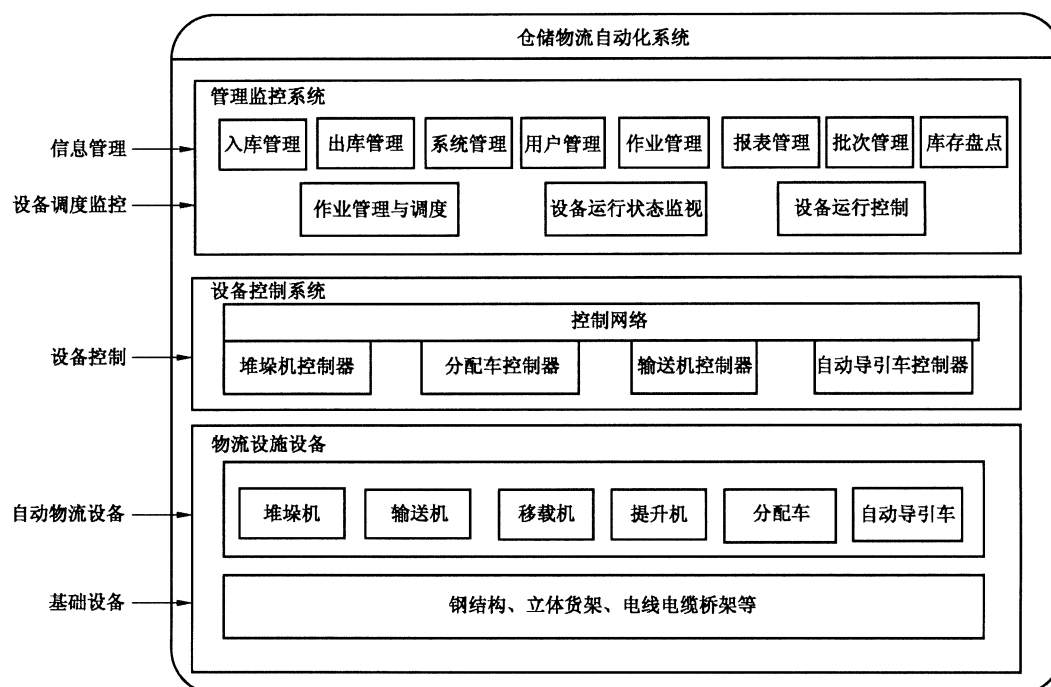 仓储物流自动化系统
管理监控系统
信息管理
入库管理 出库管理 系统管理 用户管理 作业管理 报表管理 批次管理 库存盘点
设备调度监控
作业管理与调度 设备运行状态监视 设备运行控制
设备控制系统
控制网络
设备控制
堆垛机控制器 分配车控制器 输送机控制器 自动导引车控制器
物流设施设备
自动物流设备
堆垛机 输送机 移载机 提升机 分配车 自动导引车
基础设备
钢结构、立体货架、电线电缆桥架等